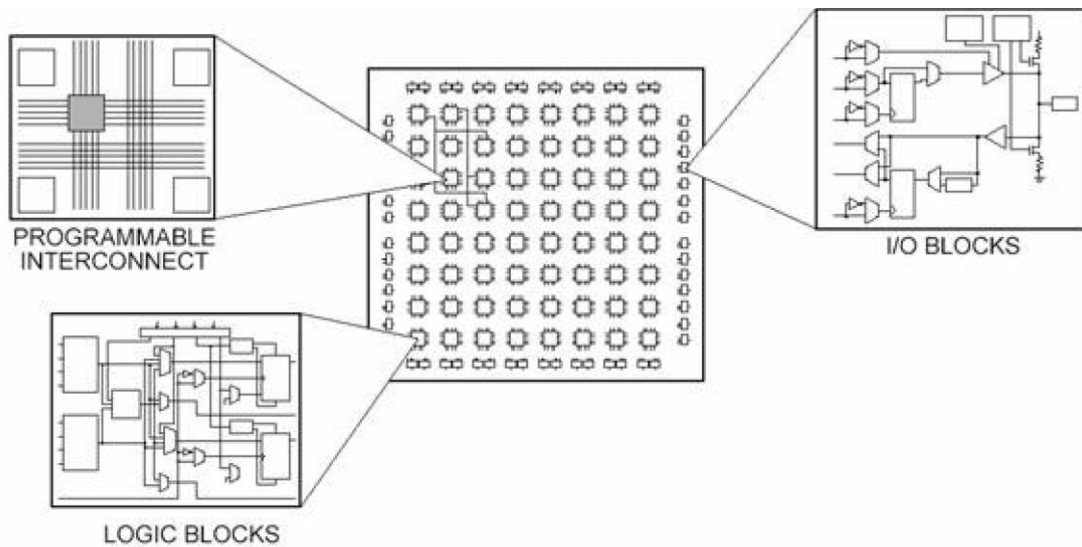 PROGRAMMABLE
INTERCONNECT
I/O BLOCKS
LOGIC BLOCKS